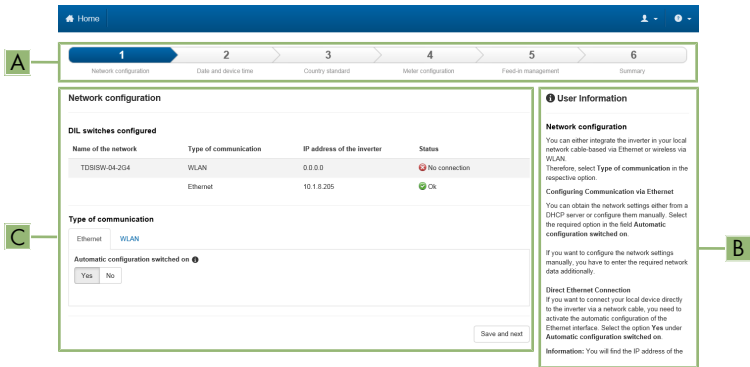 Home
1 2 3 4 5 6
Network configuration Date and device time Country standard Meter configuration Feed-in management Summary
A
Network configuration
DIL switches configured
Name of the network Type of communication IP address of the inverter Status
TDSISW-04-2G4 WLAN 0.0.0.0 No connection
Ethernet 10.1.8.205 Ok
Type of communication
Ethernet WLAN
Automatic configuration switched on
Yes No
Save and next
C
User Information
Network configuration
You can either integrate the inverter in your local
network cable-based via Ethernet or wireless via
WLAN.
Therefore, select Type of communication in the
respective option.
Configuring Communication via Ethernet
You can obtain the network settings either from a
DHCP server or configure them manually. Select
the required option in the field Automatic
configuration switched on.
If you want to configure the network settings
manually, you have to enter the required network
data additionally.
Direct Ethernet Connection
If you want to connect your local device directly
to the inverter via a network cable, you need to
activate the automatic configuration of the
Ethernet interface. Select the option Yes under
Automatic configuration switched on.
Information: You will find the IP address of the
B